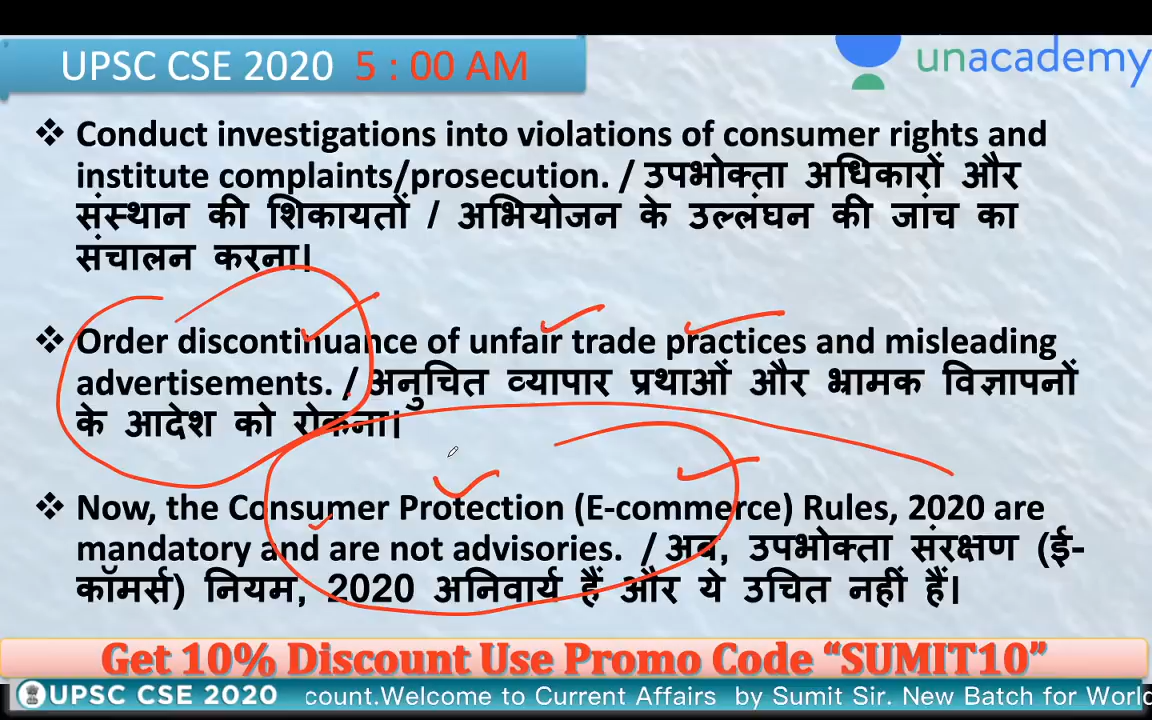 UPSC CSE 2020 5 : 00 AM
unacademy
❖ Conduct investigations into violations of consumer rights and
institute complaints/prosecution. / उपभोक्ता अधिकारों और
संस्थान की शिकायतों / अभियोजन के उल्लंघन की जांच का
संचालन करना।
❖ Order discontinuance of unfair trade practices and misleading
advertisements. / अनुचित व्यापार प्रथाओं और भ्रामक विज्ञापनों
के आदेश को रोकना।
❖ Now, the Consumer Protection (E-commerce) Rules, 2020 are
mandatory and are not advisories. / अब, उपभोक्ता संरक्षण (ई-
कॉमर्स) नियम, 2020 अनिवार्य हैं और ये उचित नहीं हैं।
Get 10% Discount Use Promo Code “SUMIT10”
UPSC CSE 2020 count.Welcome to Current Affairs by Sumit Sir. New Batch for World